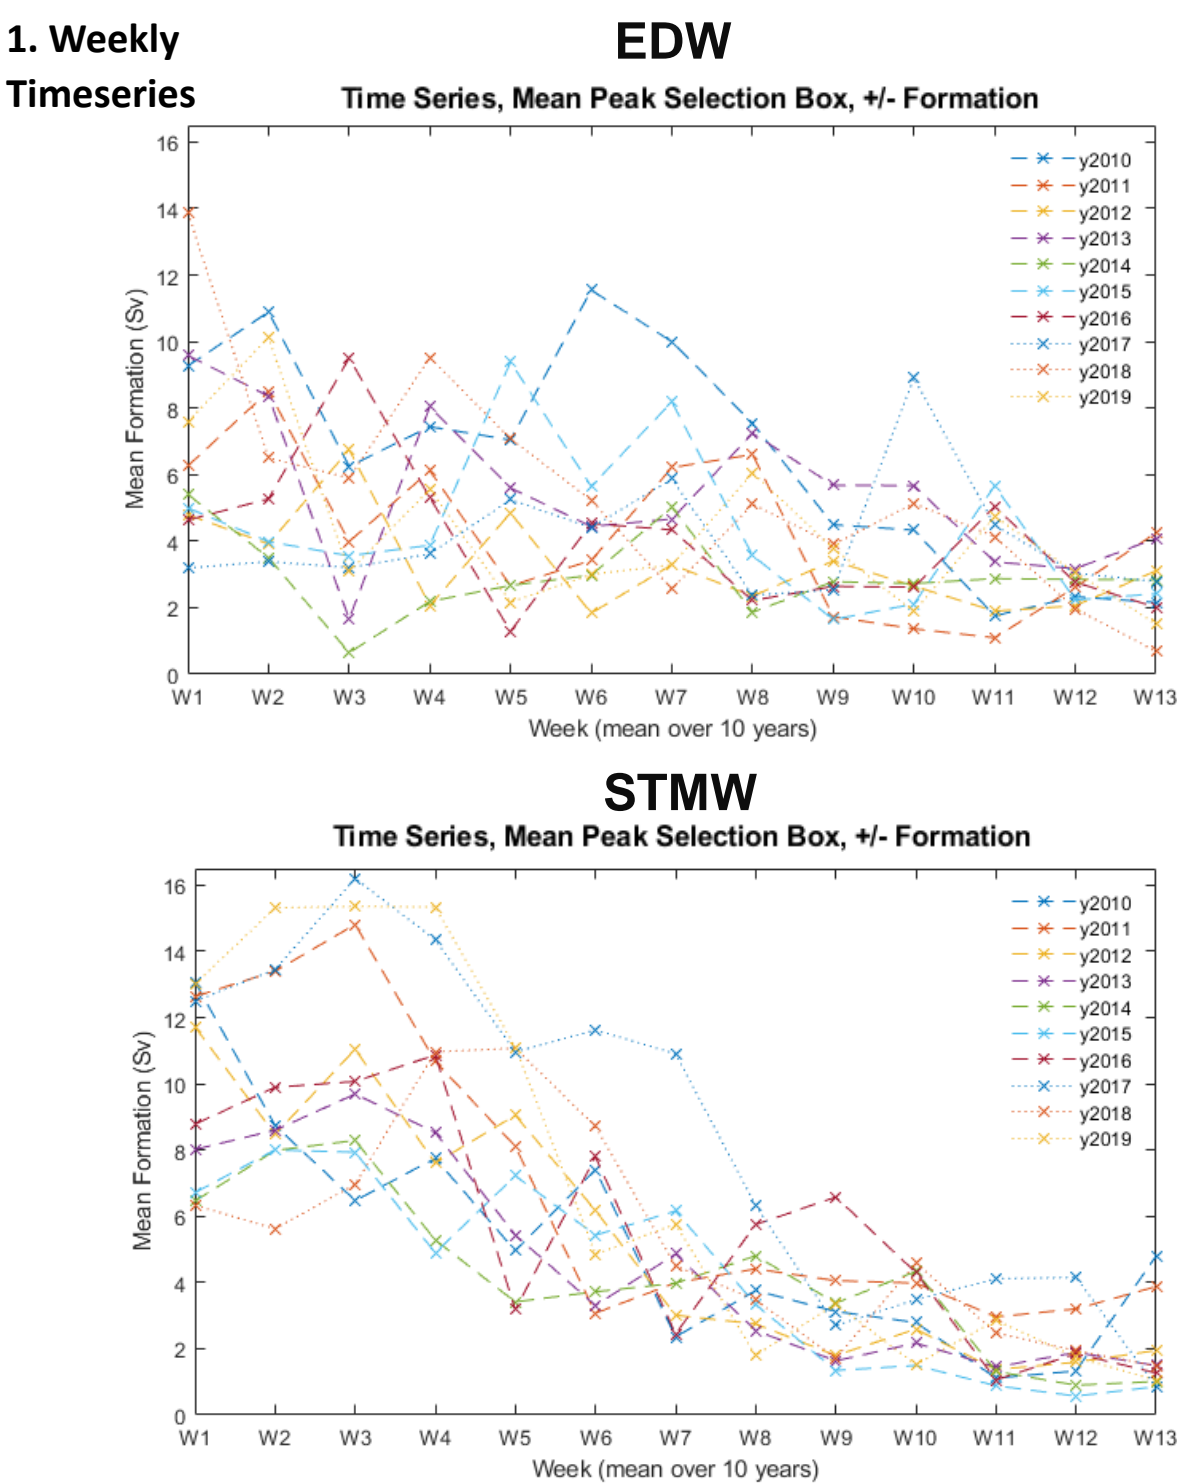 1. Weekly
Timeseries
EDW
Time Series, Mean Peak Selection Box, +/- Formation
Mean Formation (Sv)
16
14
12
10
8
6
4
2
0
y2010
y2011
y2012
y2013
y2014
y2015
y2016
y2017
y2018
y2019
W1 W2 W3 W4 W5 W6 W7 W8 W9 W10 W11 W12 W13
Week (mean over 10 years)
STMW
Time Series, Mean Peak Selection Box, +/- Formation
Mean Formation (Sv)
16
14
12
10
8
6
4
2
0
y2010
y2011
y2012
y2013
y2014
y2015
y2016
y2017
y2018
y2019
W1 W2 W3 W4 W5 W6 W7 W8 W9 W10 W11 W12 W13
Week (mean over 10 years)